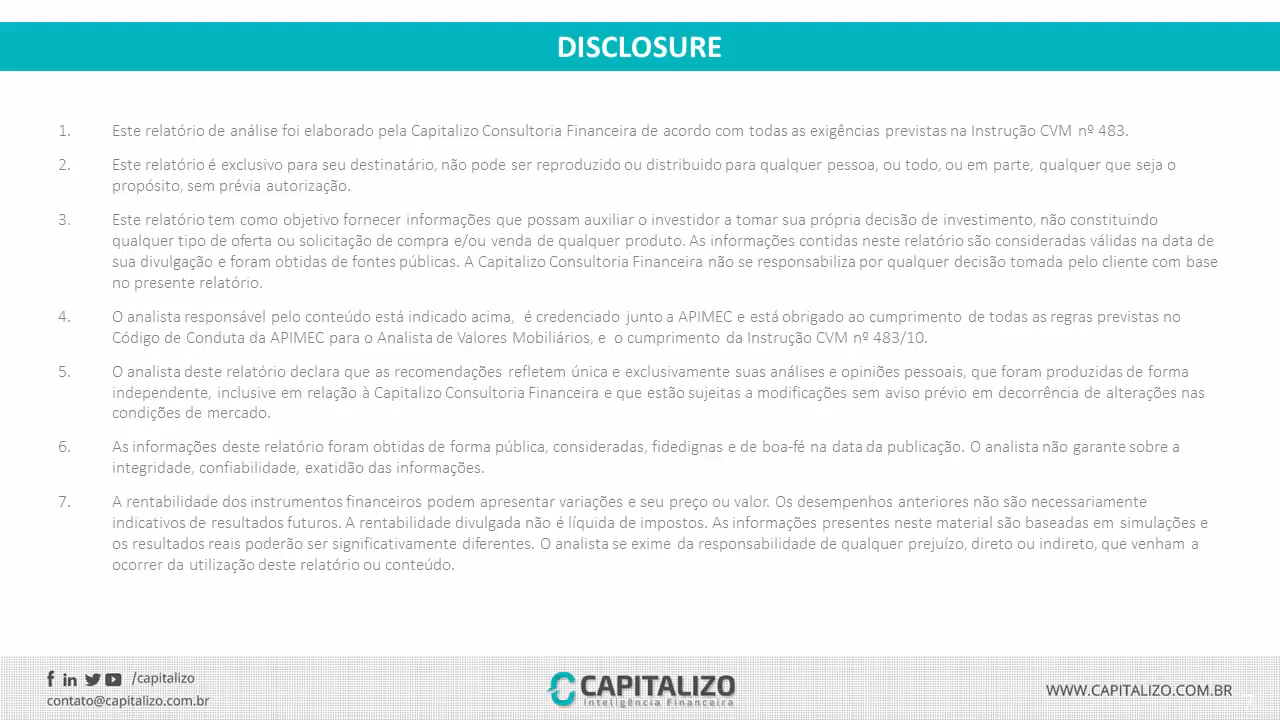 DISCLOSURE
1. Este relatório de análise foi elaborado pela Capitalizo Consultoria Financeira de acordo com todas as exigências previstas na Instrução CVM nº 483.
2. Este relatório é exclusivo para seu destinatário, não pode ser reproduzido ou distribuido para qualquer pessoa, ou todo, ou em parte, qualquer que seja o
propósito, sem prévia autorização.
3. Este relatório tem como objetivo fornecer informações que possam auxiliar o investidor a tomar sua própria decisão de investimento, não constituindo
qualquer tipo de oferta ou solicitação de compra e/ou venda de qualquer produto. As informações contidas neste relatório são consideradas válidas na data de
sua divulgação e foram obtidas de fontes públicas. A Capitalizo Consultoria Financeira não se responsabiliza por qualquer decisão tomada pelo cliente com base
no presente relatório.
4. O analista responsável pelo conteúdo está indicado acima, é credenciado junto a APIMEC e está obrigado ao cumprimento de todas as regras previstas no
Código de Conduta da APIMEC para o Analista de Valores Mobiliários, e o cumprimento da Instrução CVM nº 483/10.
5. O analista deste relatório declara que as recomendações refletem única e exclusivamente suas análises e opiniões pessoais, que foram produzidas de forma
independente, inclusive em relação à Capitalizo Consultoria Financeira e que estão sujeitas a modificações sem aviso prévio em decorrência de alterações nas
condições de mercado.
6. As informações deste relatório foram obtidas de forma pública, consideradas, fidedignas e de boa-fé na data da publicação. O analista não garante sobre a
integridade, confiabilidade, exatidão das informações.
7. A rentabilidade dos instrumentos financeiros podem apresentar variações e seu preço ou valor. Os desempenhos anteriores não são necessariamente
indicativos de resultados futuros. A rentabilidade divulgada não é líquida de impostos. As informações presentes neste material são baseadas em simulações e
os resultados reais poderão ser significativamente diferentes. O analista se exime da responsabilidade de qualquer prejuízo, direto ou indireto, que venham a
ocorrer da utilização deste relatório ou conteúdo.
/capitalizo
contato@capitalizo.com.br
CAPITALIZO
Inteligência Financeira
WWW.CAPITALIZO.COM.BR